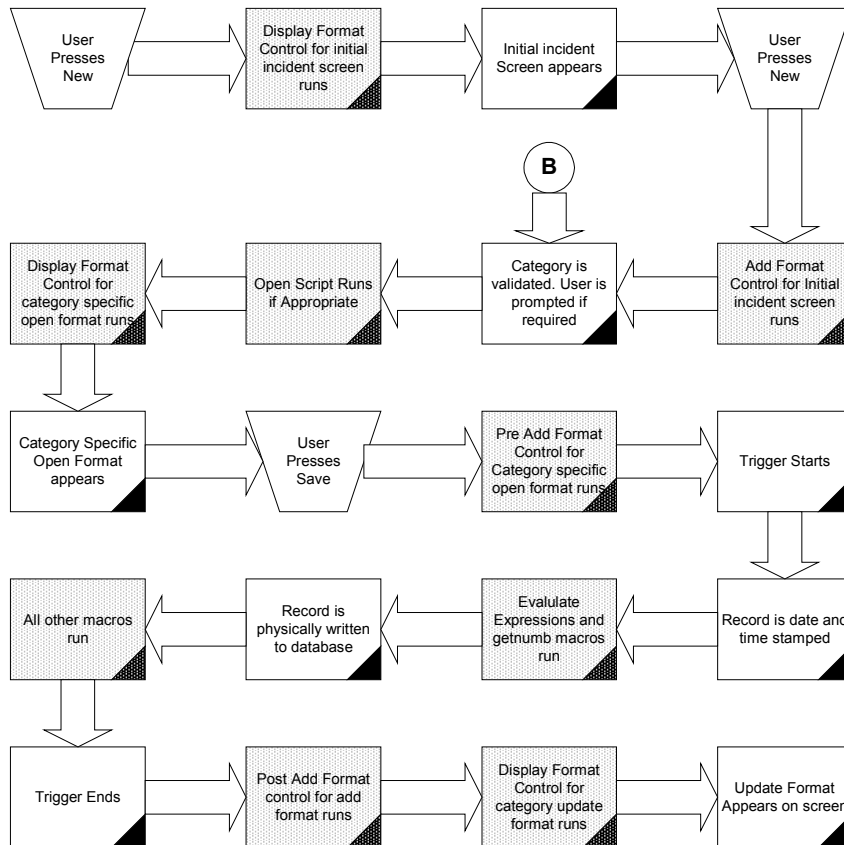 User
Presses
New
Display Format
Control for initial
incident screen
runs
Initial incident
Screen appears
User
Presses
New
B
Display Format
Control for
category specific
open format runs
Open Script Runs
if Appropriate
Category is
validated. User is
prompted if
required
Add Format
Control for Initial
incident screen
runs
Category Specific
Open Format
appears
User
Presses
Save
Pre Add Format
Control for
Category specific
open format runs
Trigger Starts
All other macros
run
Record is
physically written
to database
Evalulate
Expressions and
getnumb macros
run
Record is date and
time stamped
Trigger Ends
Post Add Format
control for add
format runs
Display Format
Control for
category update
format runs
Update Format
Appears on screen